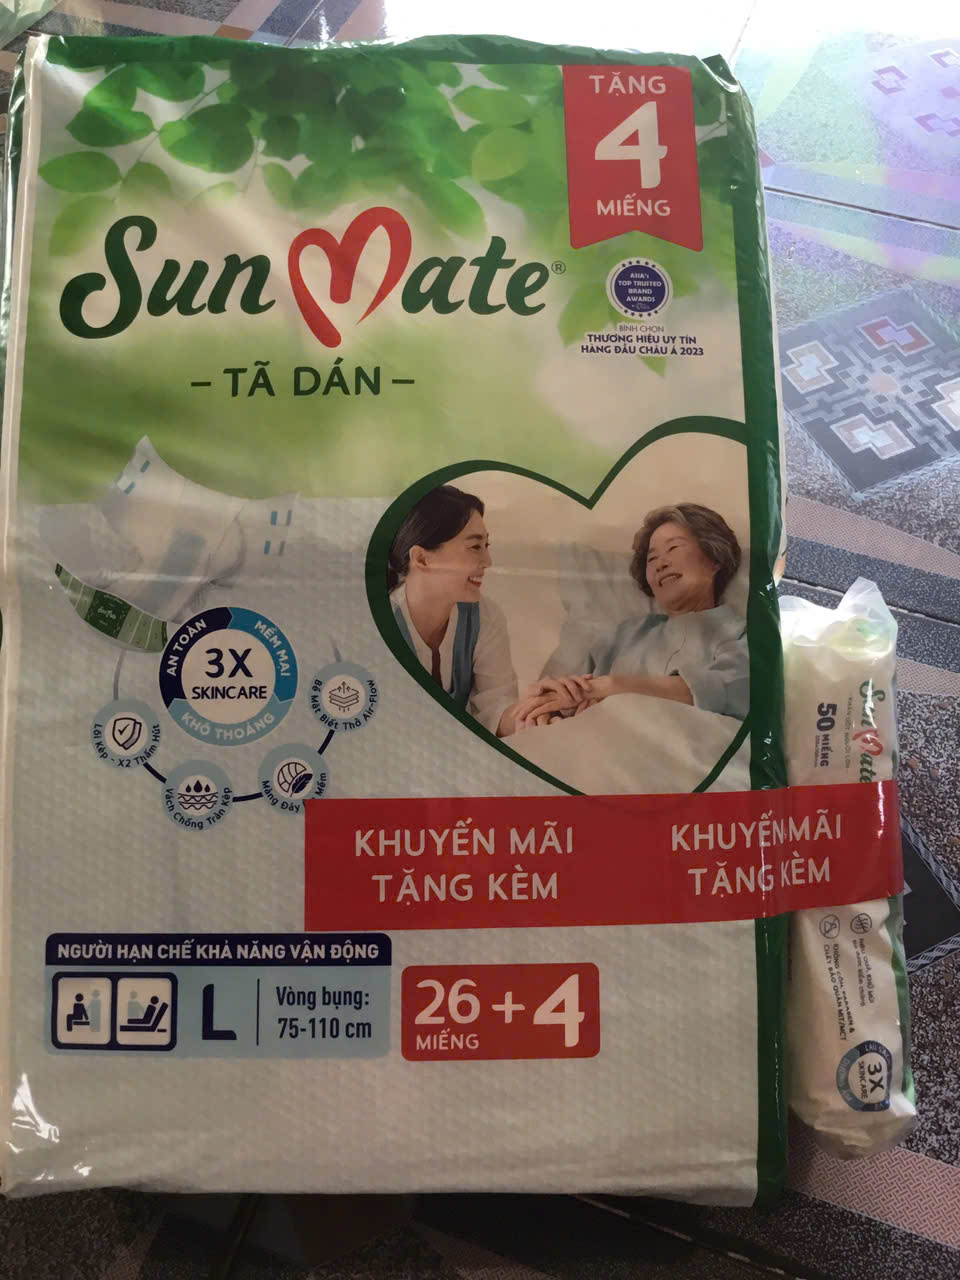 TẶNG
4
MIẾNG
SunMate®
ASIA's
TOP TRUSTED
BRAND
AWARDS
BÌNH CHỌN
THƯƠNG HIỆU UY TÍN
HÀNG ĐẦU CHÂU Á 2023
– TÃ DÁN –
AN TOÀN
MỀM MẠI
KHÔ THOÁNG
3X
SKINCARE
Lõi Kép - X2 Thấm Hút
Vách Chống Tràn Kép
Màng Đáy Mềm
Bề Mặt Biết Thở Air-Flow
SunMate
50 MIẾNG
KHUYẾN MÃI
TẶNG KÈM
KHUYẾN MÃI
TẶNG KÈM
NGƯỜI HẠN CHẾ KHẢ NĂNG VẬN ĐỘNG
L
Vòng bụng:
75-110 cm
26 + 4
MIẾNG
3X
SKINCARE